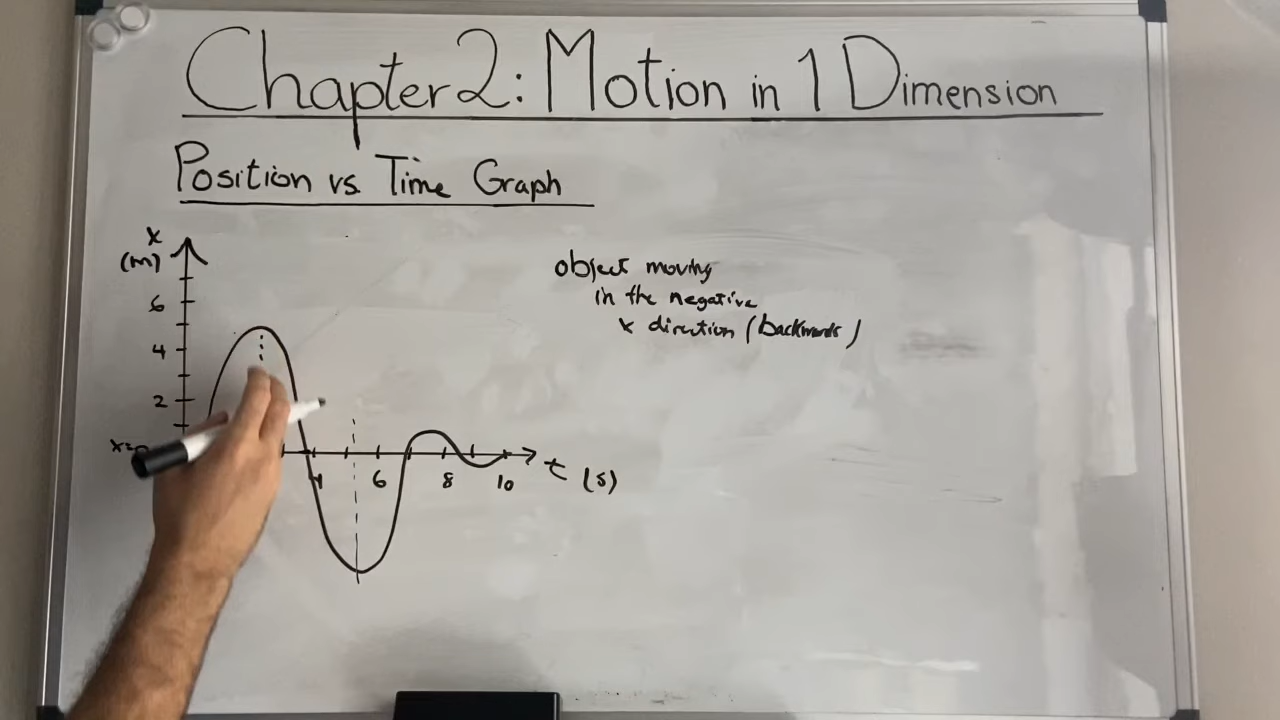 Chapter 2: Motion in 1 Dimension
Position vs. Time Graph
x
(m)
6
4
2
object moving
in the negative
x direction (backwards)
4
6
8
10
t (s)